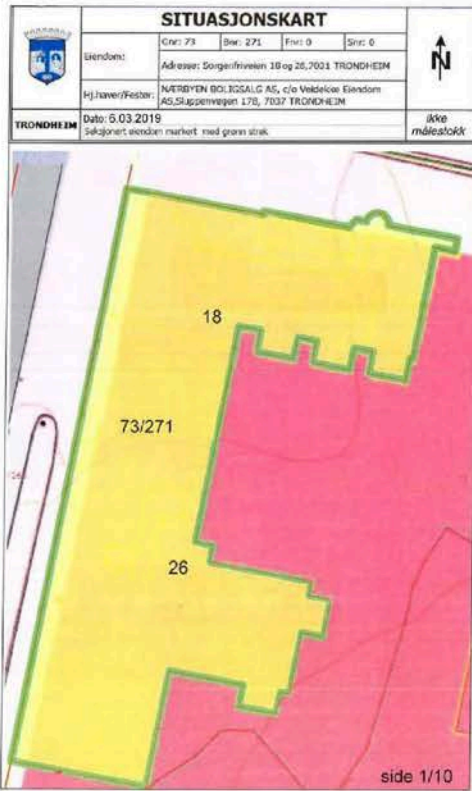 SITUASJONSKART
Eiendom:
Gnr: 73 Bnr: 271 Fnr: 0 Snr: 0
Adresse: Sorgenfriveien 18 og 26,7031 TRONDHEIM
Hj.haver/Fester:
NÆRBYEN BOLIGSALG AS, c/o Veidekke Eiendom
AS,Sluppenvegen 17B, 7037 TRONDHEIM
N
TRONDHEIM
Dato: 6.03.2019
Seksjonert eiendom markert med grønn strek
ikke
målestokk
18
73/271
26
side 1/10